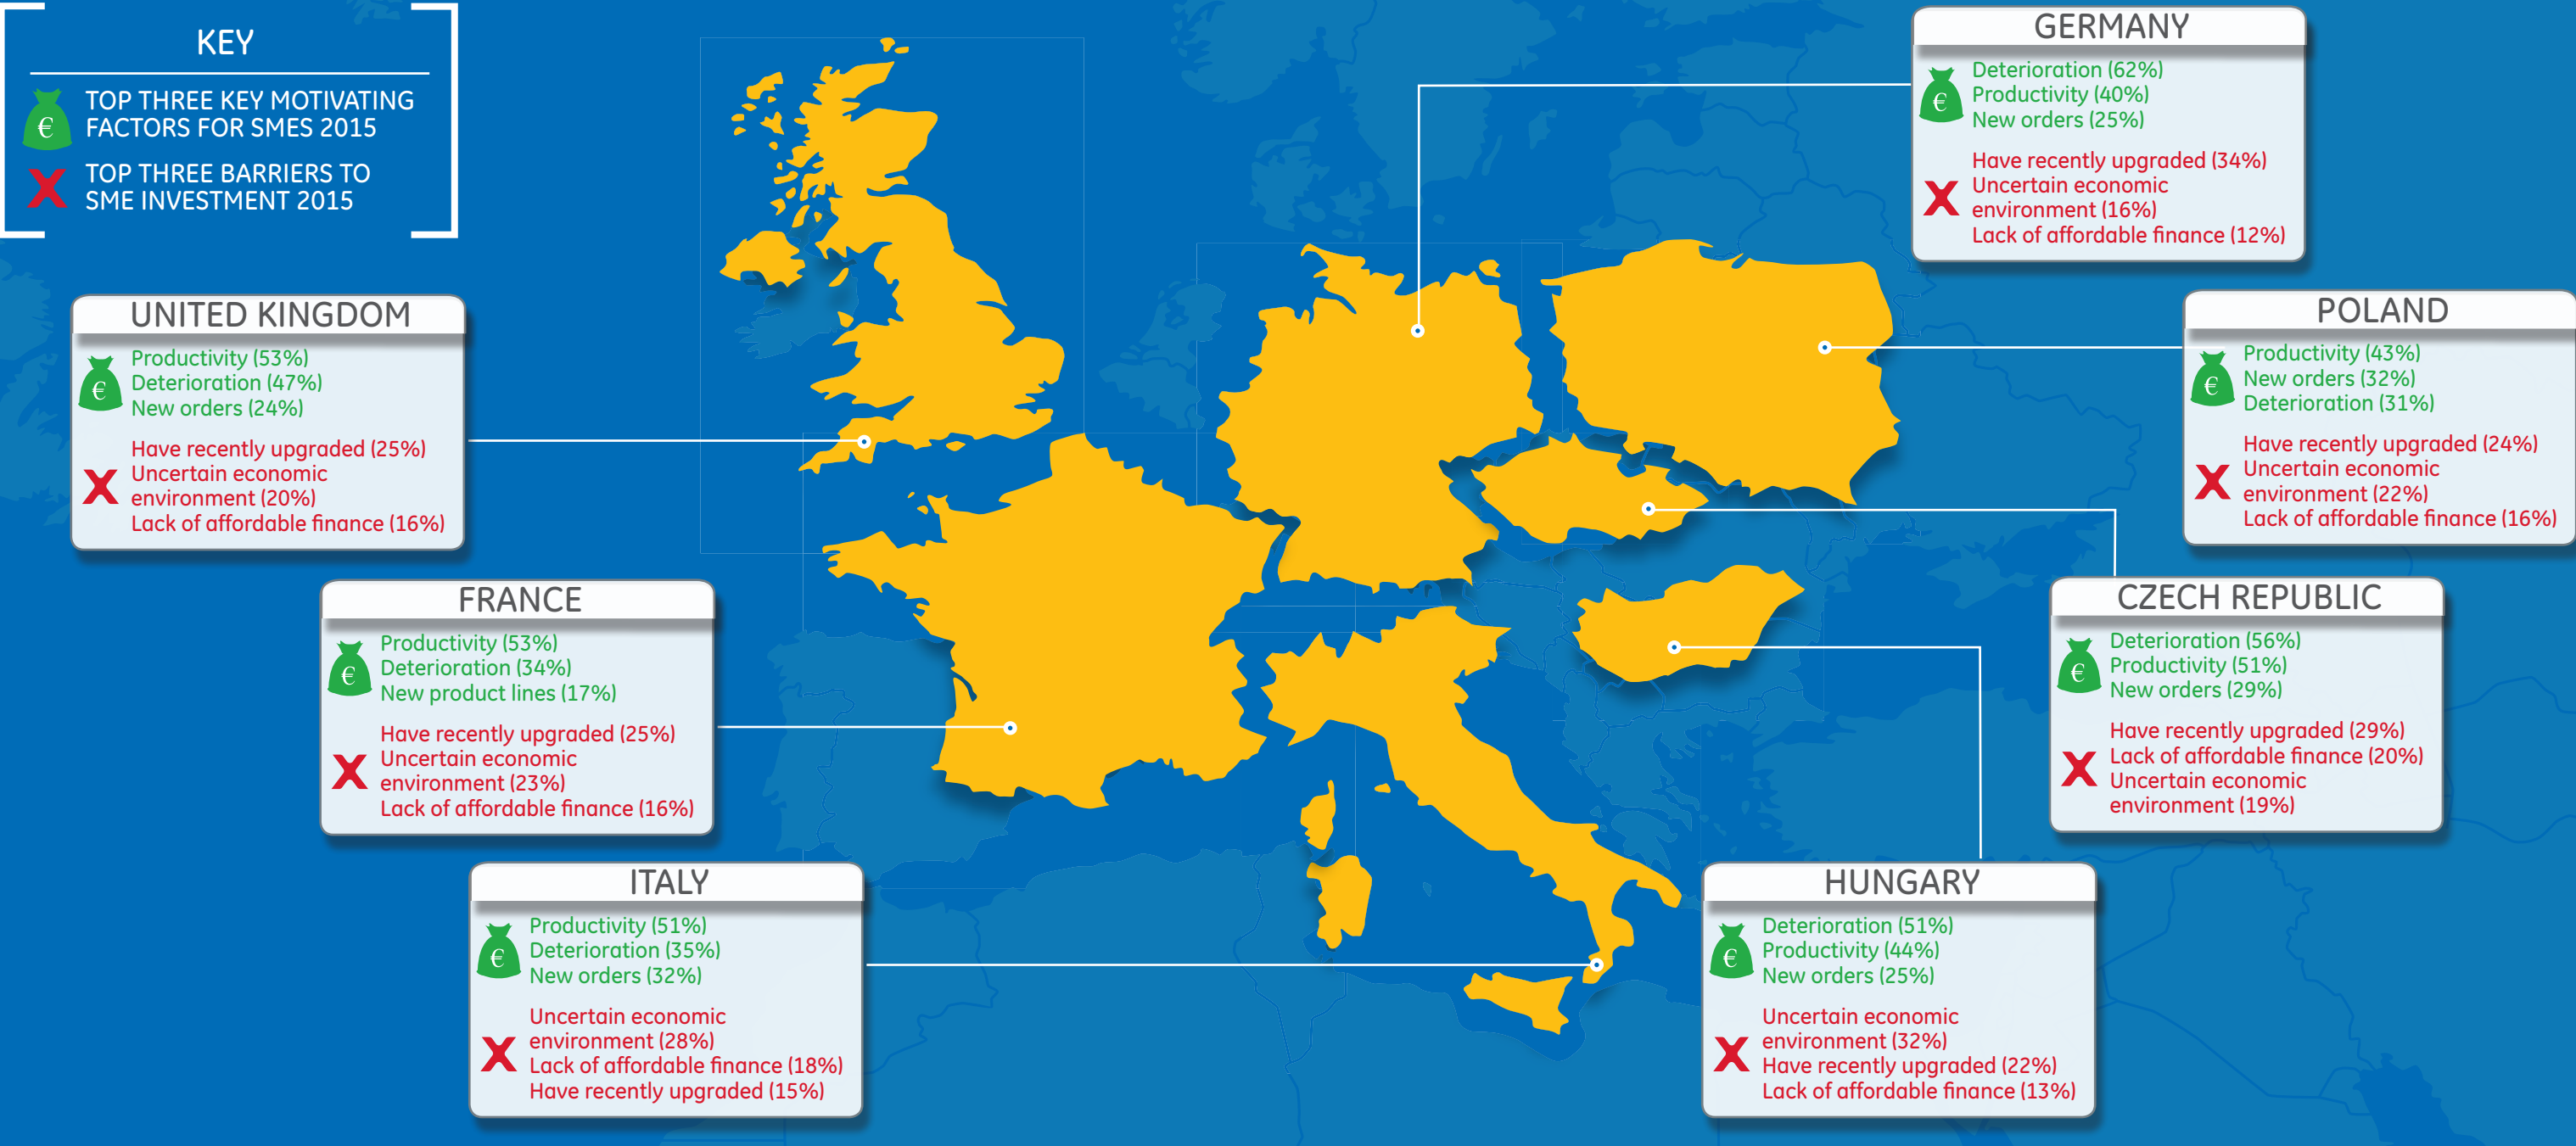 KEY
€
TOP THREE KEY MOTIVATING
FACTORS FOR SMES 2015
X
TOP THREE BARRIERS TO
SME INVESTMENT 2015
UNITED KINGDOM
€
Productivity (53%)
Deterioration (47%)
New orders (24%)
X
Have recently upgraded (25%)
Uncertain economic
environment (20%)
Lack of affordable finance (16%)
FRANCE
€
Productivity (53%)
Deterioration (34%)
New product lines (17%)
X
Have recently upgraded (25%)
Uncertain economic
environment (23%)
Lack of affordable finance (16%)
ITALY
€
Productivity (51%)
Deterioration (35%)
New orders (32%)
X
Uncertain economic
environment (28%)
Lack of affordable finance (18%)
Have recently upgraded (15%)
GERMANY
€
Deterioration (62%)
Productivity (40%)
New orders (25%)
X
Have recently upgraded (34%)
Uncertain economic
environment (16%)
Lack of affordable finance (12%)
POLAND
€
Productivity (43%)
New orders (32%)
Deterioration (31%)
X
Have recently upgraded (24%)
Uncertain economic
environment (22%)
Lack of affordable finance (16%)
CZECH REPUBLIC
€
Deterioration (56%)
Productivity (51%)
New orders (29%)
X
Have recently upgraded (29%)
Lack of affordable finance (20%)
Uncertain economic
environment (19%)
HUNGARY
€
Deterioration (51%)
Productivity (44%)
New orders (25%)
X
Uncertain economic
environment (32%)
Have recently upgraded (22%)
Lack of affordable finance (13%)